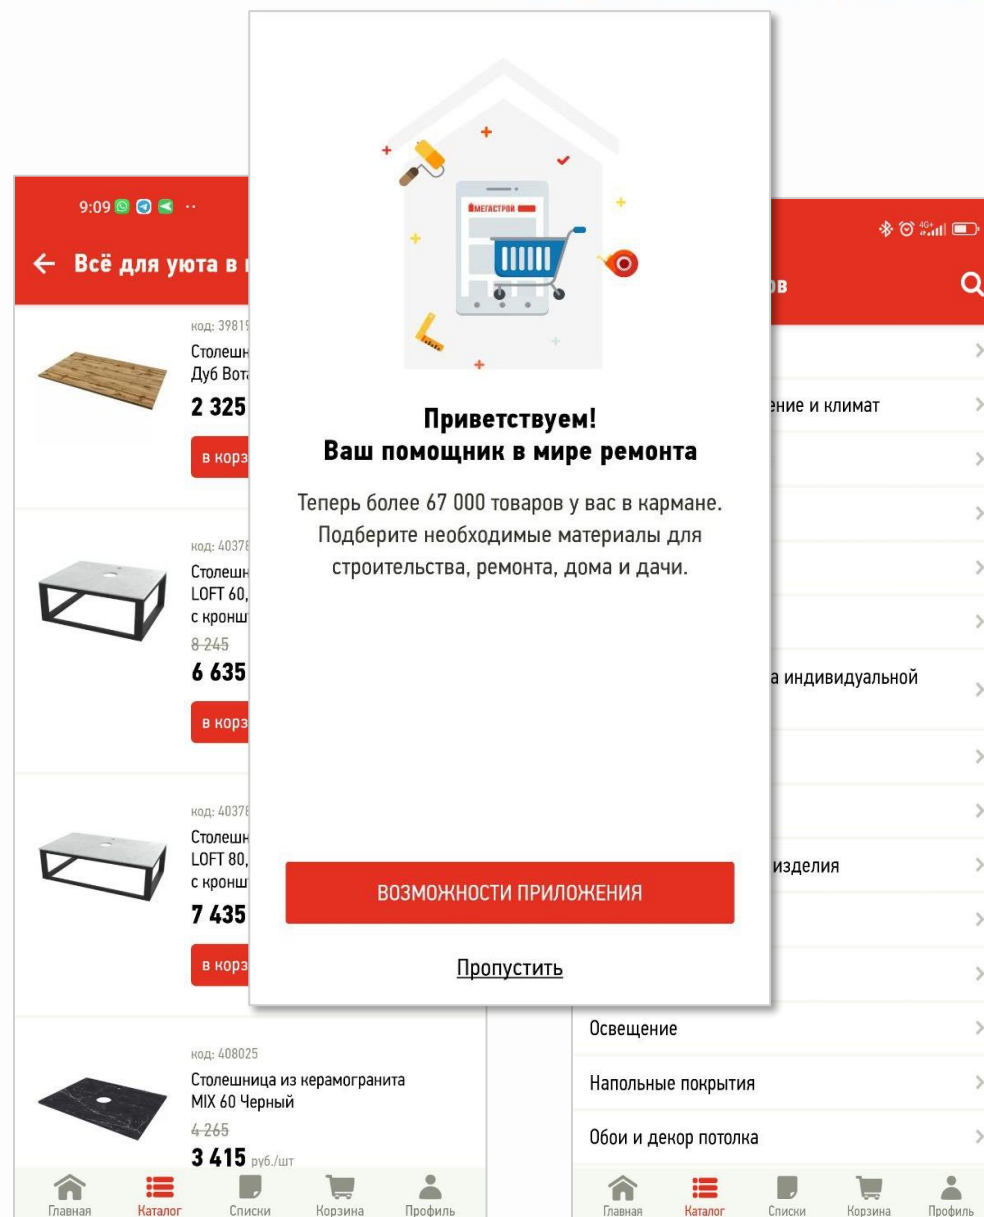 9:09
← Всё для уюта в
код: 39819
Столешн
Дуб Вота
2 325
в корз
код: 40378
Столешн
LOFT 60,
с кронш
8 245
6 635
в корз
код: 40378
Столешн
LOFT 80,
с кронш
7 435
в корз
код: 408025
Столешница из керамогранита
MIX 60 Черный
4 265
3 415 руб./шт
Главная Каталог Списки Корзина Профиль
МЕГАСТРОЙ
Приветствуем!
Ваш помощник в мире ремонта
Теперь более 67 000 товаров у вас в кармане.
Подберите необходимые материалы для
строительства, ремонта, дома и дачи.
ВОЗМОЖНОСТИ ПРИЛОЖЕНИЯ
Пропустить
4G+
ов
ение и климат
а индивидуальной
изделия
Освещение
Напольные покрытия
Обои и декор потолка
Главная Каталог Списки Корзина Профиль